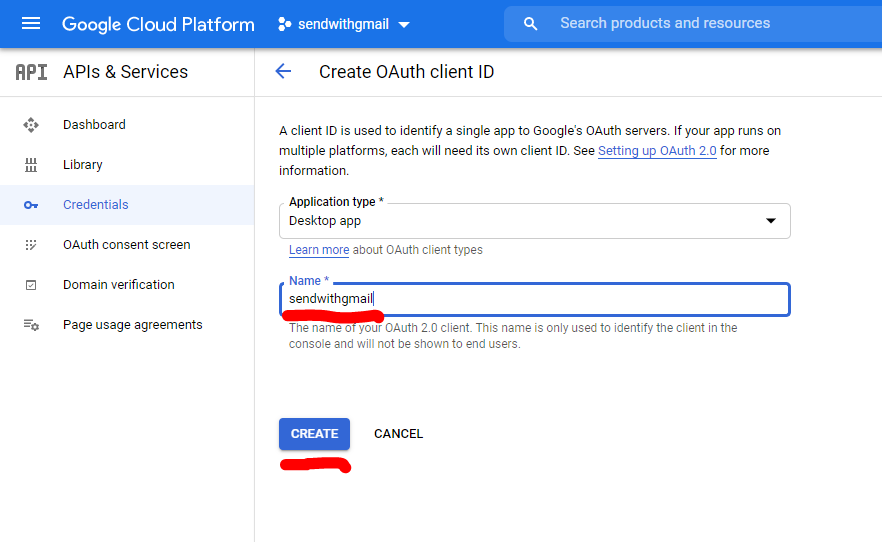 Google Cloud Platform
sendwithgmail
Search products and resources
API
APIs & Services
Create OAuth client ID
Dashboard
Library
Credentials
OAuth consent screen
Domain verification
Page usage agreements
A client ID is used to identify a single app to Google's OAuth servers. If your app runs on
multiple platforms, each will need its own client ID. See Setting up OAuth 2.0 for more
information.
Application type *
Desktop app
Learn more about OAuth client types
Name *
sendwithgmail
The name of your OAuth 2.0 client. This name is only used to identify the client in the
console and will not be shown to end users.
CREATE
CANCEL